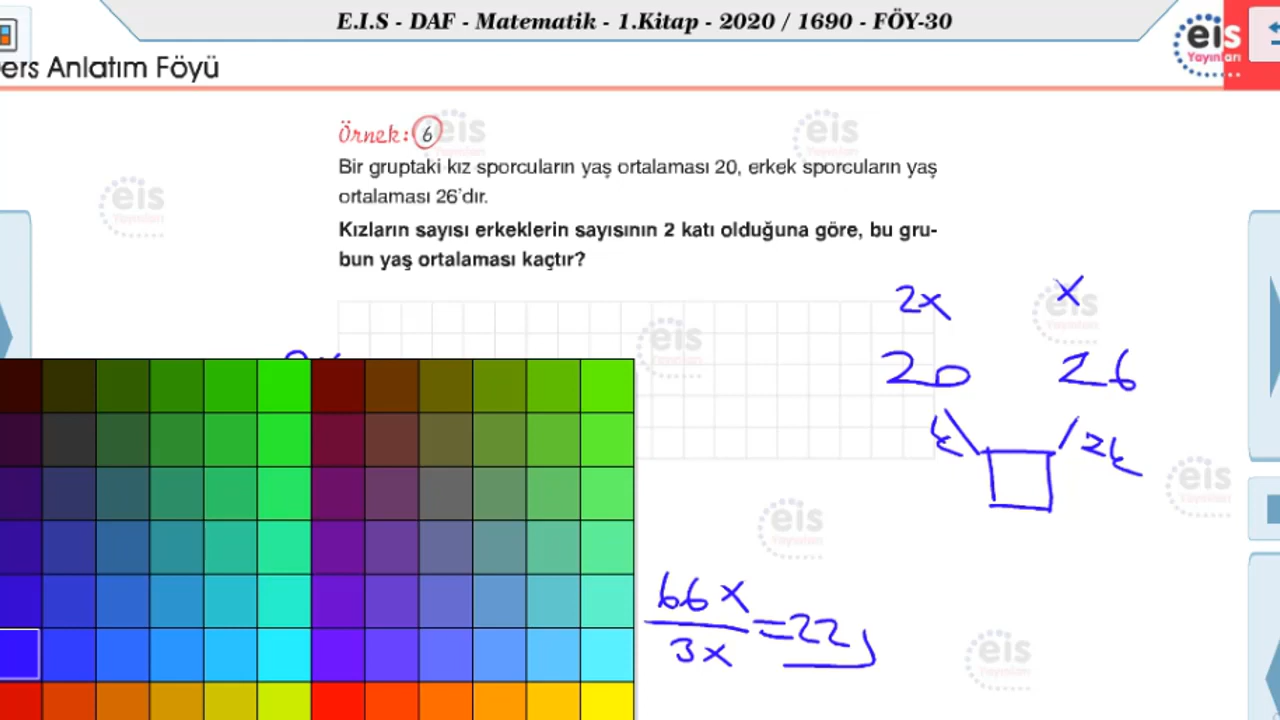 E.I.S - DAF - Matematik - 1.Kitap - 2020 / 1690 - FÖY-30
eis
Yayınları
ers Anlatım Föyü
Örnek: 6
Bir gruptaki kız sporcuların yaş ortalaması 20, erkek sporcuların yaş
ortalaması 26'dır.
Kızların sayısı erkeklerin sayısının 2 katı olduğuna göre, bu gru-
bun yaş ortalaması kaçtır?
2x x
20 26
k 2k
66x
3x
=22